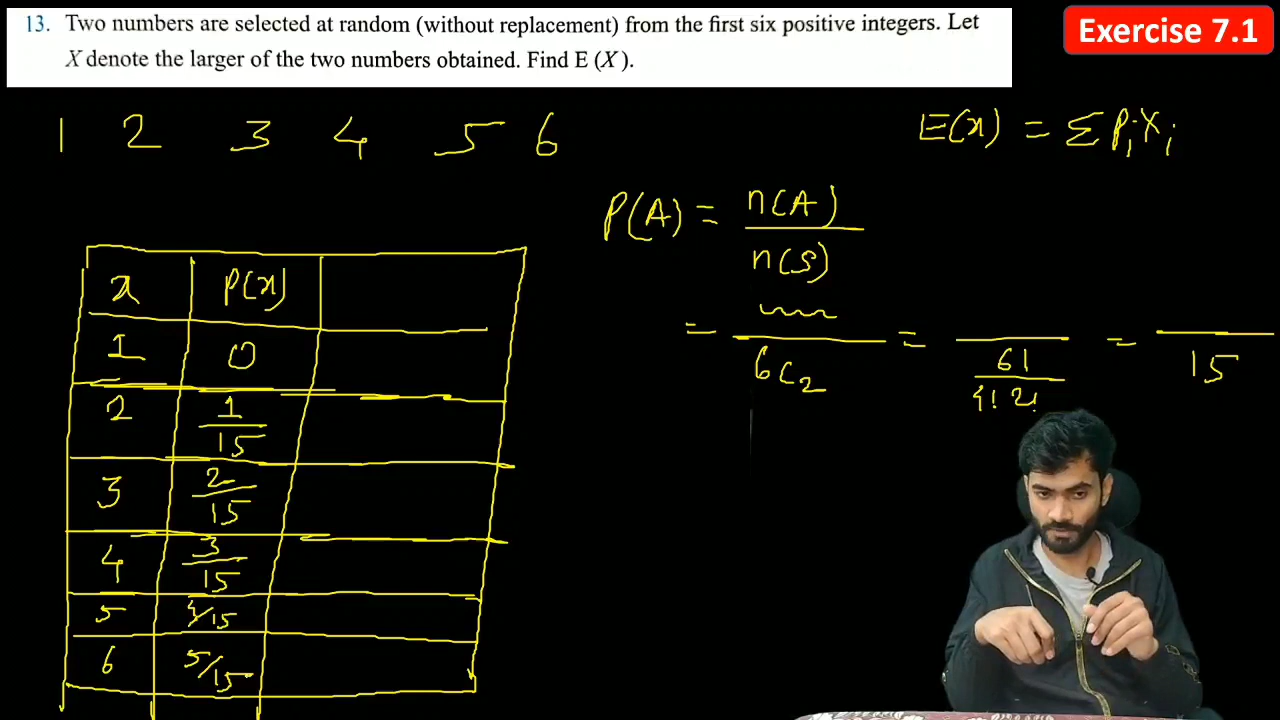 13. Two numbers are selected at random (without replacement) from the first six positive integers. Let
X denote the larger of the two numbers obtained. Find E (X ).
Exercise 7.1
1 2 3 4 5 6
E(x) = Σ Pi·Xi
P(A) = n(A)
n(S)
= 6C2 = 6!
4! 2! = 15
x P(x)
1 0
2 1/15
3 2/15
4 3/15
5 4/15
6 5/15